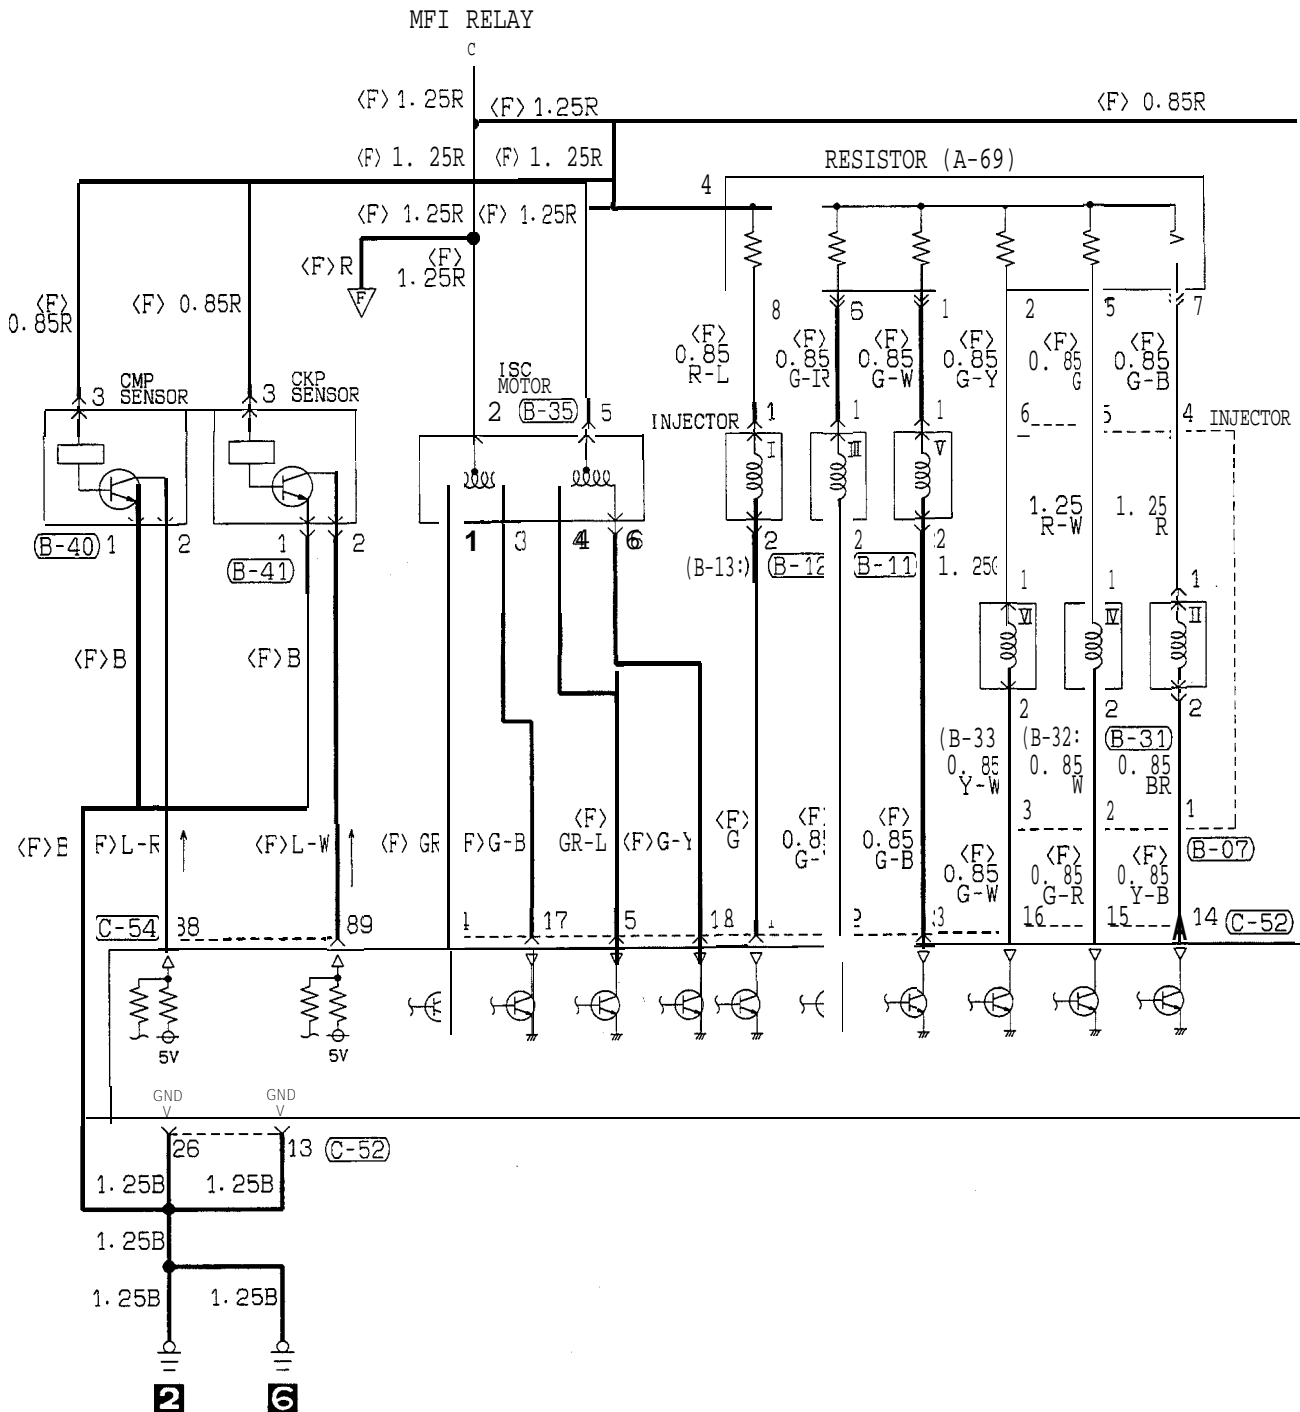 MFI RELAY
C
⟨F⟩1.25R
⟨F⟩1.25R
⟨F⟩ 0.85R
⟨F⟩ 1. 25R
⟨F⟩ 1. 25R
RESISTOR (A-69)
4
⟨F⟩ 1.25R
⟨F⟩ 1.25R
⟨F⟩R
F
⟨F⟩
1.25R
⟨F⟩
0.85R
⟨F⟩ 0.85R
8
6
1
2
5
7
⟨F⟩
0.85
R-L
⟨F⟩
0.85
⟨F⟩
0.85
G-W
⟨F⟩
0.85
G-Y
⟨F⟩
0. 85
G
⟨F⟩
0.85
G-B
3
CMP
SENSOR
3
CKP
SENSOR
ISC
MOTOR
2
B-35
5
INJECTOR
1
1
1
6
5
4
INJECTOR
I
III
V
1.25
R-W
1. 25
R
B-40
1
2
B-41
1
2
1
3
4
6
2
(B-13:)
2
B-12
B-11
2
1. 25
1
1
1
VI
IV
II
⟨F⟩B
⟨F⟩B
2
2
2
(B-33
0. 85
Y-W
(B-32:
0. 85
W
B-31
0. 85
BR
3
2
1
B-07
⟨F⟩
F⟩L-R
⟨F⟩L-W
⟨F⟩ GR
F⟩G-B
⟨F⟩
GR-L
⟨F⟩G-Y
⟨F⟩
G
⟨F
0.8
G-
⟨F⟩
0.85
G-B
⟨F⟩
0.85
G-W
⟨F⟩
0. 85
G-R
⟨F⟩
0. 85
Y-B
C-54
38
89
17
5
18
2
3
16
15
14
C-52
5V
5V
GND
GND
26
13
C-52
1.25B
1.25B
1.25B
1.25B
1.25B
2
6